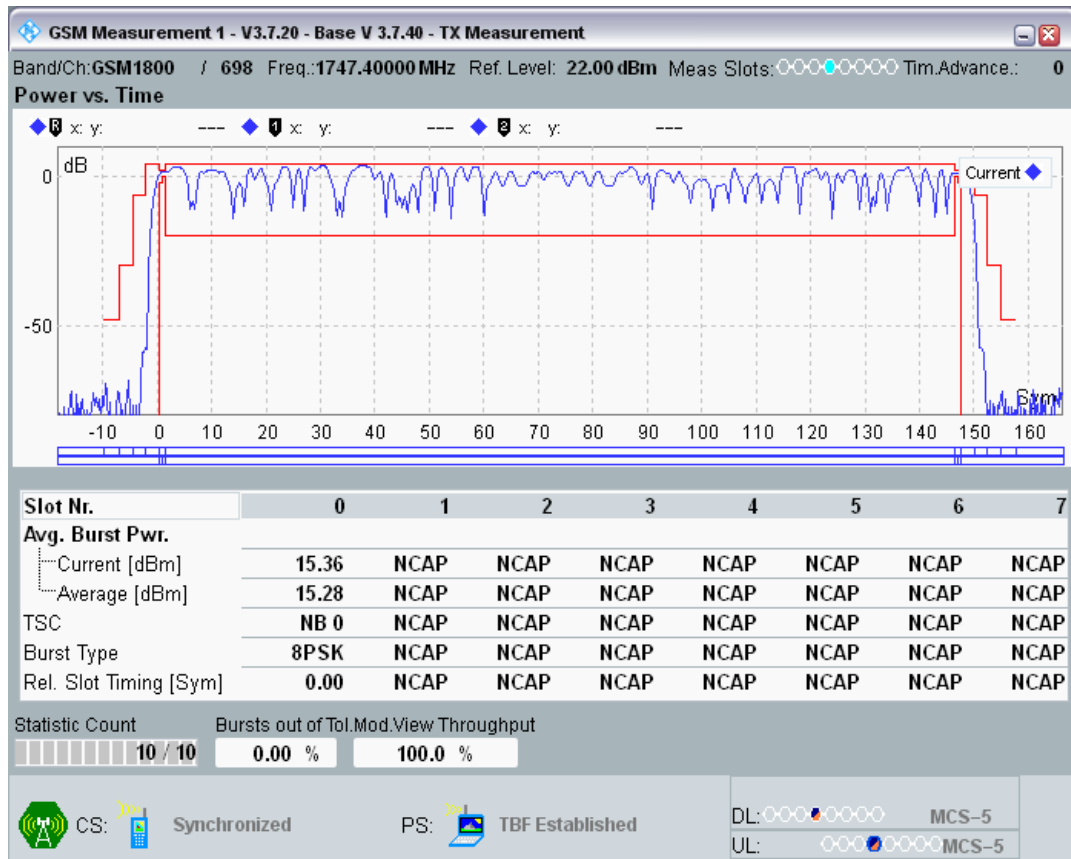 GSM Measurement 1 - V3.7.20 - Base V 3.7.40 - TX Measurement
Band/Ch:GSM1800 / 698 Freq.:1747.40000 MHz Ref. Level: 22.00 dBm Meas Slots: Tim.Advance.: 0
Power vs. Time
R x: y: --- 1 x: y: --- 2 x: y: ---
dB
Current
0
-50
Sym
-10 0 10 20 30 40 50 60 70 80 90 100 110 120 130 140 150 160
Slot Nr. 0 1 2 3 4 5 6 7
Avg. Burst Pwr.
Current [dBm] 15.36 NCAP NCAP NCAP NCAP NCAP NCAP NCAP
Average [dBm] 15.28 NCAP NCAP NCAP NCAP NCAP NCAP NCAP
TSC NB 0 NCAP NCAP NCAP NCAP NCAP NCAP NCAP
Burst Type 8PSK NCAP NCAP NCAP NCAP NCAP NCAP NCAP
Rel. Slot Timing [Sym] 0.00 NCAP NCAP NCAP NCAP NCAP NCAP NCAP
Statistic Count Bursts out of Tol.Mod.View Throughput
10 / 10 0.00 % 100.0 %
CS: Synchronized PS: TBF Established
DL: MCS-5
UL: MCS-5